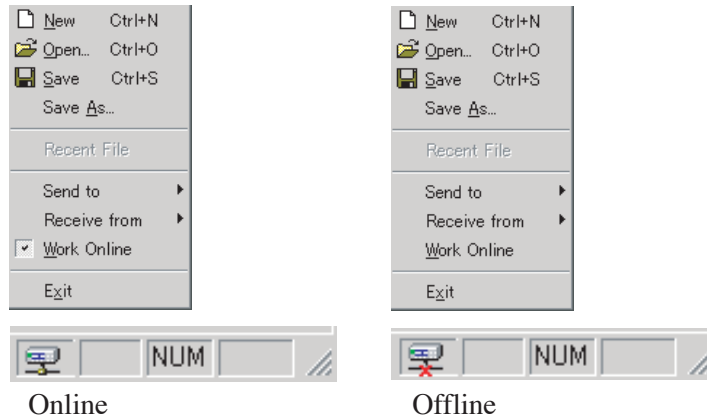 New Ctrl+N
Open... Ctrl+O
Save Ctrl+S
Save As...
Recent File
Send to
Receive from
Work Online
Exit
NUM
Online
New Ctrl+N
Open... Ctrl+O
Save Ctrl+S
Save As...
Recent File
Send to
Receive from
Work Online
Exit
NUM
Offline